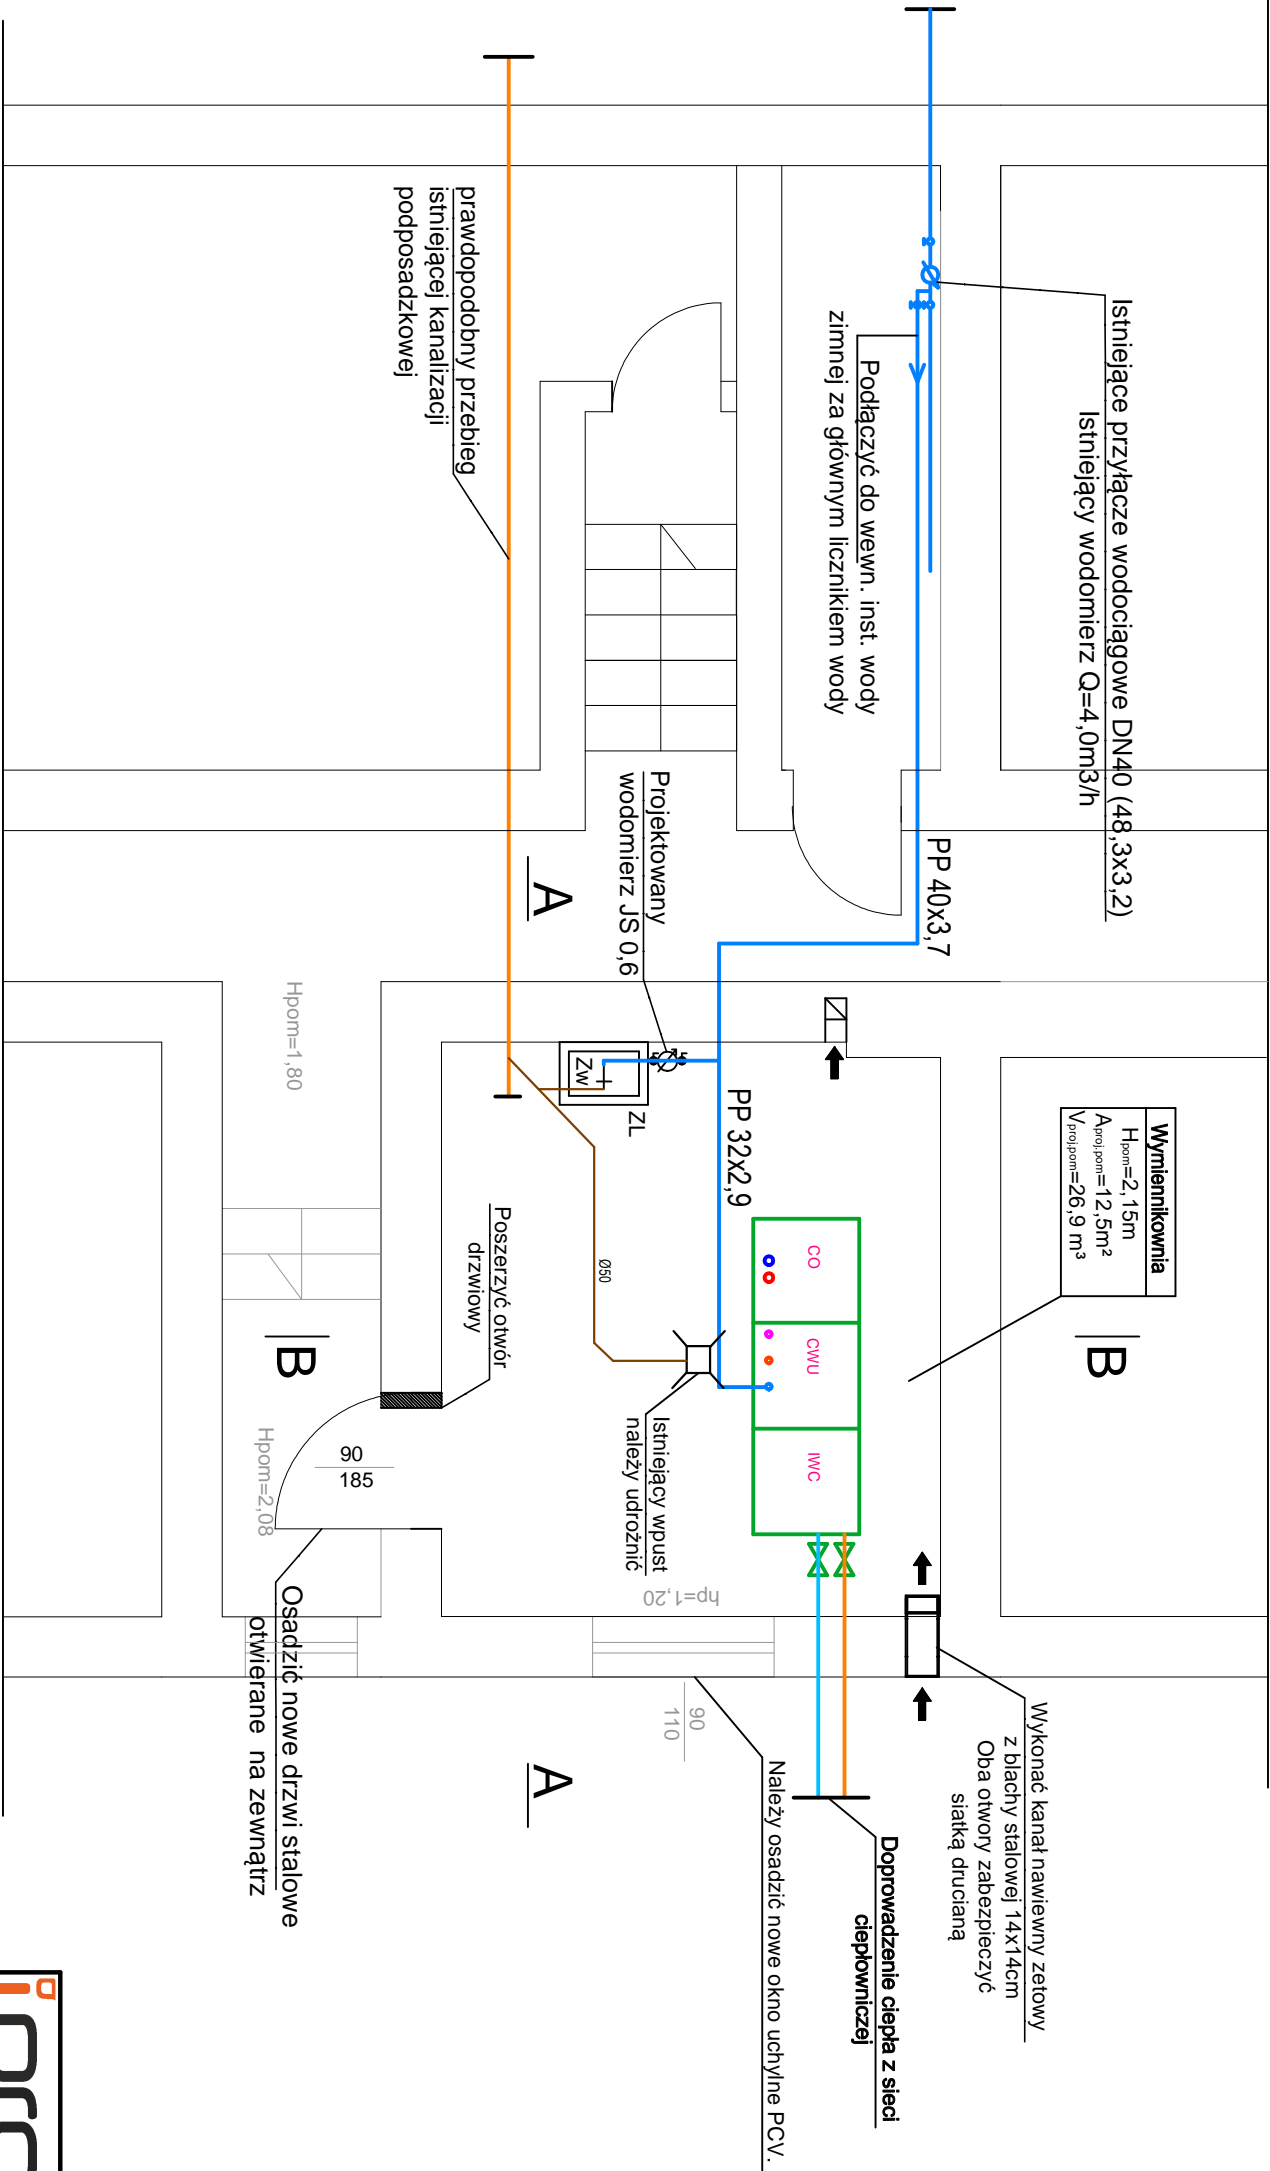 Istniejące przyłącze wodociągowe DN40 (48,3x3,2)
Istniejący wodomierz Q=4,0m3/h
Podłączyć do wewn. inst. wody
zimnej za głównym licznikiem wody
prawdopodobny przebieg
istniejącej kanalizacji
podposadzkowej
PP 40x3,7
Projektowany
wodomierz JS 0,6
A
Hpom=1,80
Zw
ZL
PP 32x2,9
Wymiennikownia
Hpom=2,15m
Aproj.pom=12,5m²
Vproj.pom=26,9 m³
CO
CWU
IWC
Ø50
Poszerzyć otwór
drzwiowy
B
B
Istniejący wpust
należy udrożnić
90
185
Hpom=2,08
hp=1,20
Osadzić nowe drzwi stalowe
otwierane na zewnątrz
90
110
A
Wykonać kanał nawiewny zetowy
z blachy stalowej 14x14cm
Oba otwory zabezpieczyć
siatką drucianą
Doprowadzenie ciepła z sieci
ciepłowniczej
Należy osadzić nowe okno uchylne PCV.